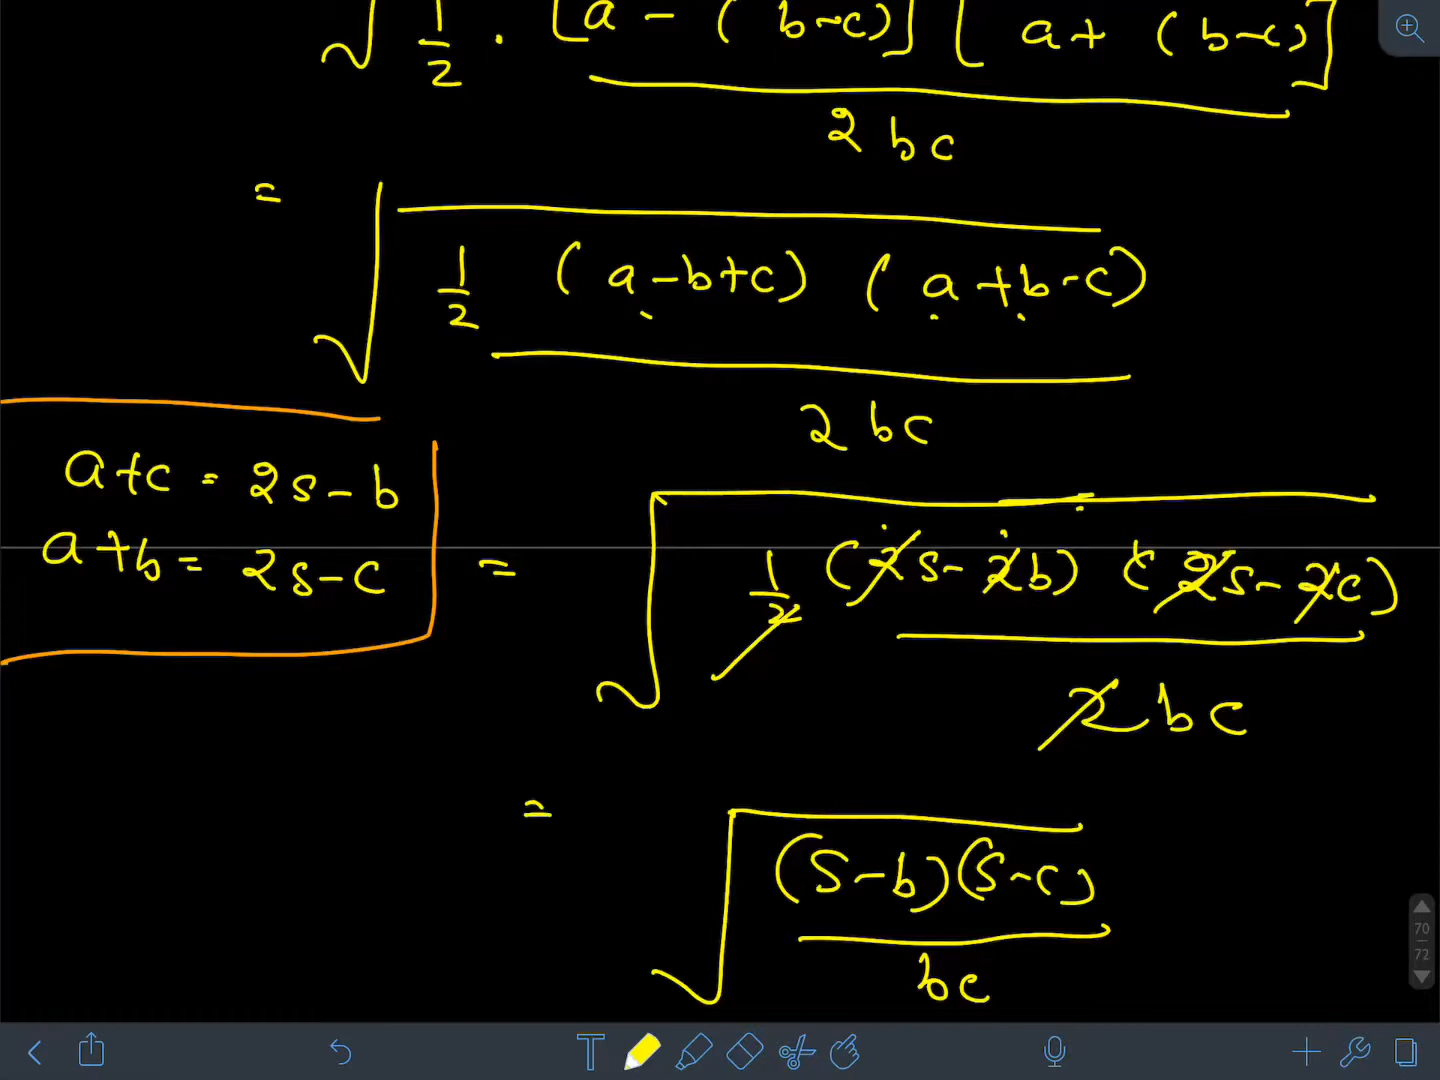 √ 1/2 · [a - (b-c)] [a + (b-c)] / 2bc
= √ 1/2 (a-b+c) (a+b-c) / 2bc
a+c = 2s-b
a+b = 2s-c
= √ 1/2 (2s-2b) (2s-2c) / 2bc
= √ (s-b)(s-c) / bc
70
72
T